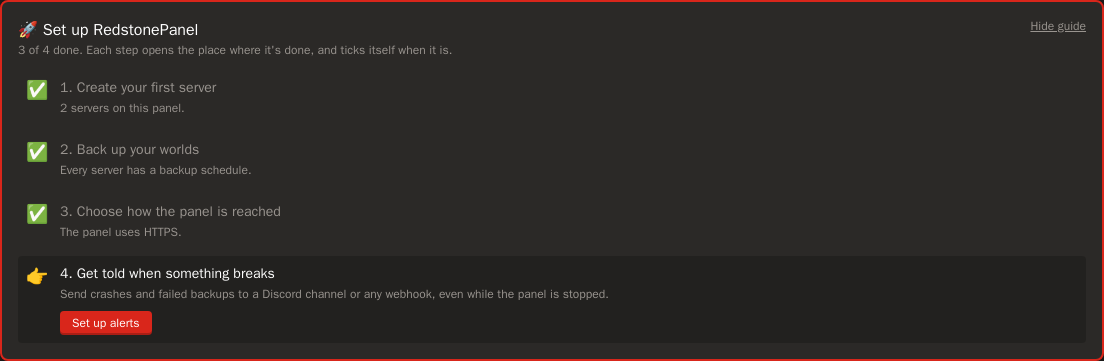 🚀 Set up RedstonePanel
Hide guide
3 of 4 done. Each step opens the place where it's done, and ticks itself when it is.
1. Create your first server
2 servers on this panel.
2. Back up your worlds
Every server has a backup schedule.
3. Choose how the panel is reached
The panel uses HTTPS.
4. Get told when something breaks
Send crashes and failed backups to a Discord channel or any webhook, even while the panel is stopped.
Set up alerts